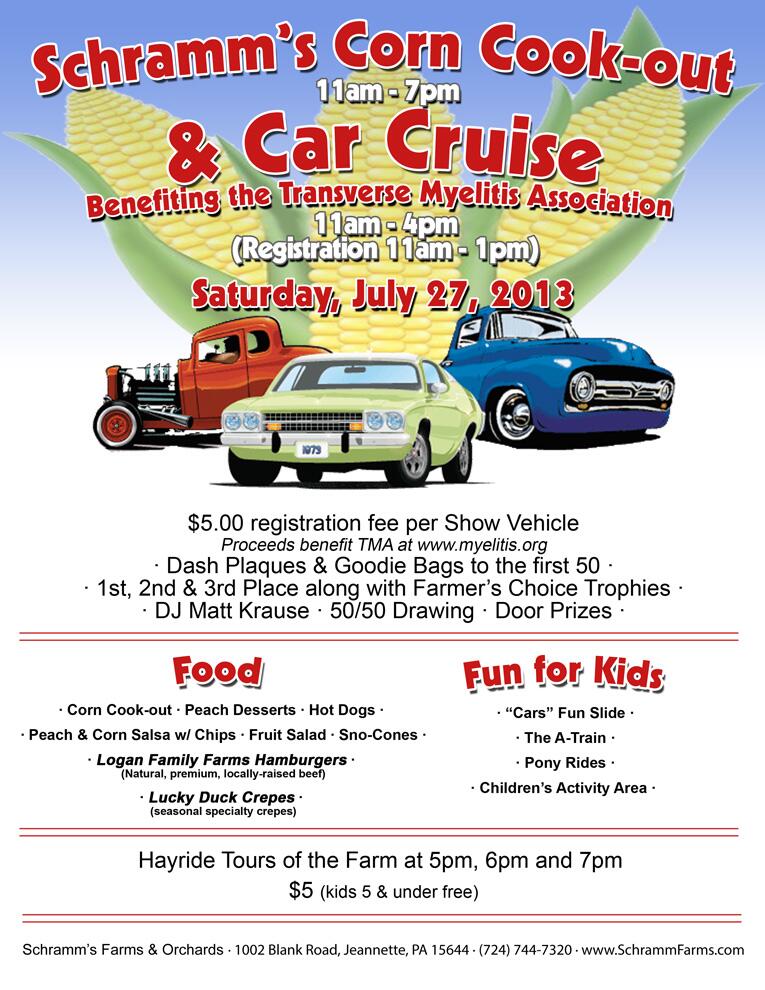 Schramm's Corn Cook-out
11am - 7pm
& Car Cruise
Benefiting the Transverse Myelitis Association
11am - 4pm
(Registration 11am - 1pm)
Saturday, July 27, 2013
1973
$5.00 registration fee per Show Vehicle
Proceeds benefit TMA at www.myelitis.org
· Dash Plaques & Goodie Bags to the first 50 ·
· 1st, 2nd & 3rd Place along with Farmer's Choice Trophies ·
· DJ Matt Krause · 50/50 Drawing · Door Prizes ·
Food
· Corn Cook-out · Peach Desserts · Hot Dogs ·
· Peach & Corn Salsa w/ Chips · Fruit Salad · Sno-Cones ·
· Logan Family Farms Hamburgers ·
(Natural, premium, locally-raised beef)
· Lucky Duck Crepes ·
(seasonal specialty crepes)
Fun for Kids
· "Cars" Fun Slide ·
· The A-Train ·
· Pony Rides ·
· Children's Activity Area ·
Hayride Tours of the Farm at 5pm, 6pm and 7pm
$5 (kids 5 & under free)
Schramm's Farms & Orchards · 1002 Blank Road, Jeannette, PA 15644 · (724) 744-7320 · www.SchrammFarms.com